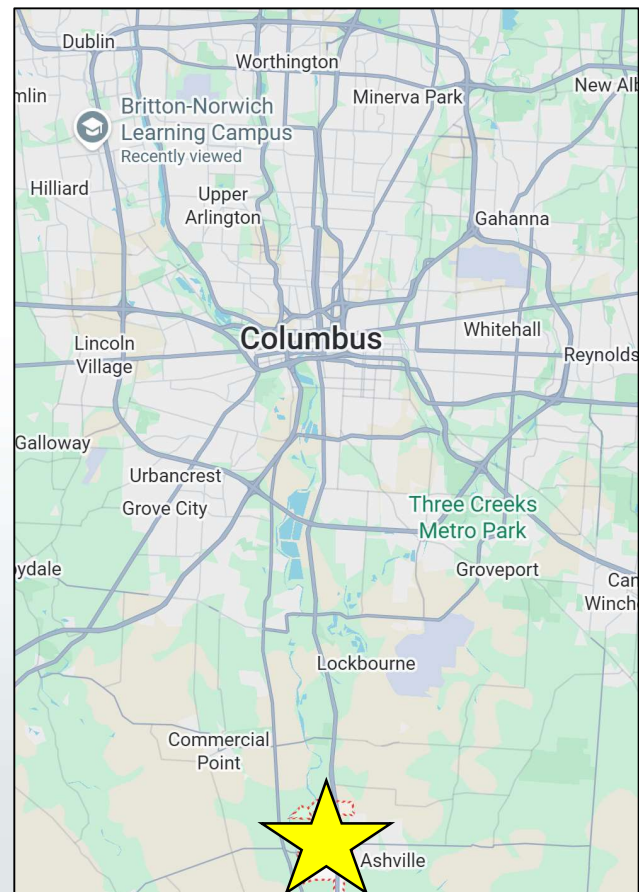 Dublin
Worthington
New Alb
mlin
Minerva Park
Britton-Norwich
Learning Campus
Recently viewed
Hilliard
Upper
Arlington
Gahanna
Columbus
Whitehall
Lincoln
Village
Reynolds
Galloway
Urbancrest
Grove City
Three Creeks
Metro Park
oydale
Groveport
Can
Winch
Lockbourne
Commercial
Point
Ashville